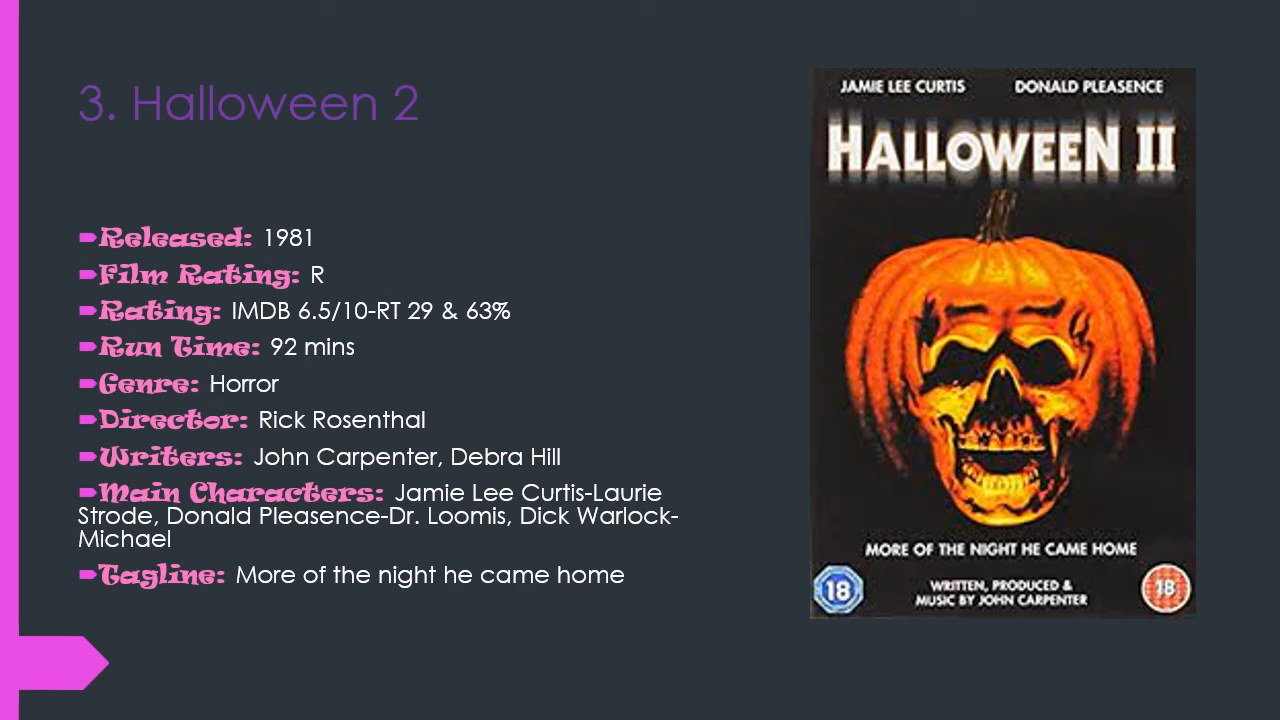 3. Halloween 2
Released: 1981
Film Rating: R
Rating: IMDB 6.5/10-RT 29 & 63%
Run Time: 92 mins
Genre: Horror
Director: Rick Rosenthal
Writers: John Carpenter, Debra Hill
Main Characters: Jamie Lee Curtis-Laurie
Strode, Donald Pleasence-Dr. Loomis, Dick Warlock-
Michael
Tagline: More of the night he came home
JAMIE LEE CURTIS DONALD PLEASENCE
HALLOWEEN II
MORE OF THE NIGHT HE CAME HOME
18
WRITTEN, PRODUCED &
MUSIC BY JOHN CARPENTER
18